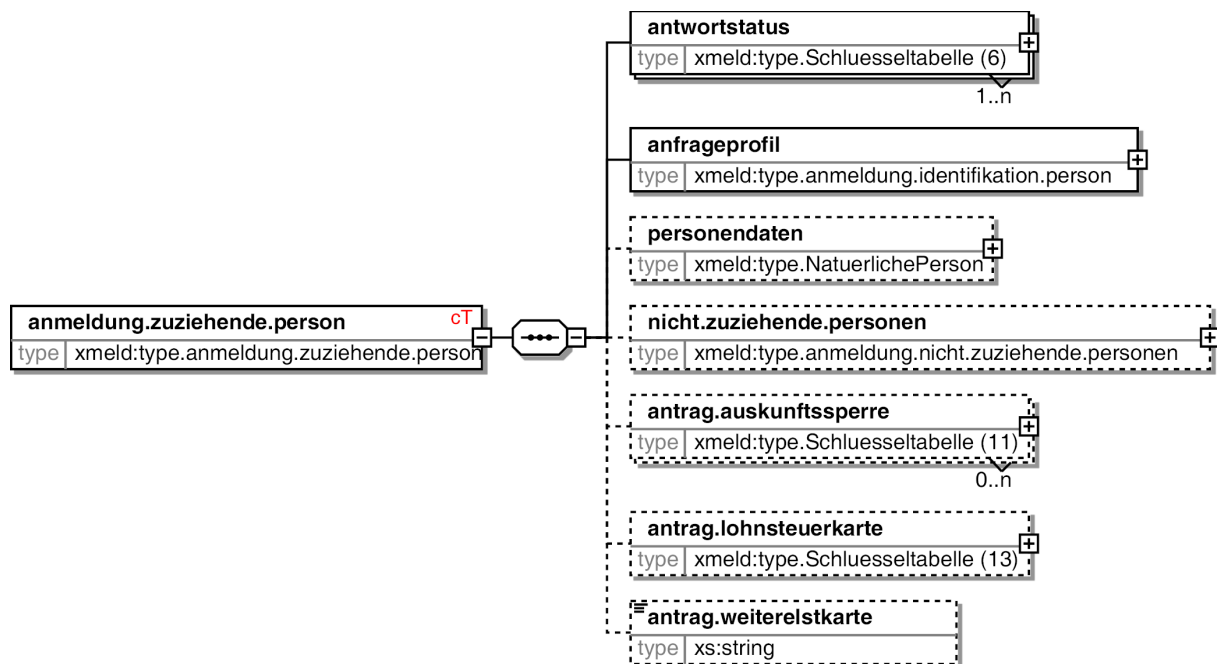 antwortstatus
type xmeld:type.Schluesseltabelle (6)
1..n
anfrageprofil
type xmeld:type.anmeldung.identifikation.person
personendaten
type xmeld:type.NatuerlichePerson
anmeldung.zuziehende.person cT
type xmeld:type.anmeldung.zuziehende.person
nicht.zuziehende.personen
type xmeld:type.anmeldung.nicht.zuziehende.personen
antrag.auskunftssperre
type xmeld:type.Schluesseltabelle (11)
0..n
antrag.lohnsteuerkarte
type xmeld:type.Schluesseltabelle (13)
antrag.weiterelstkarte
type xs:string